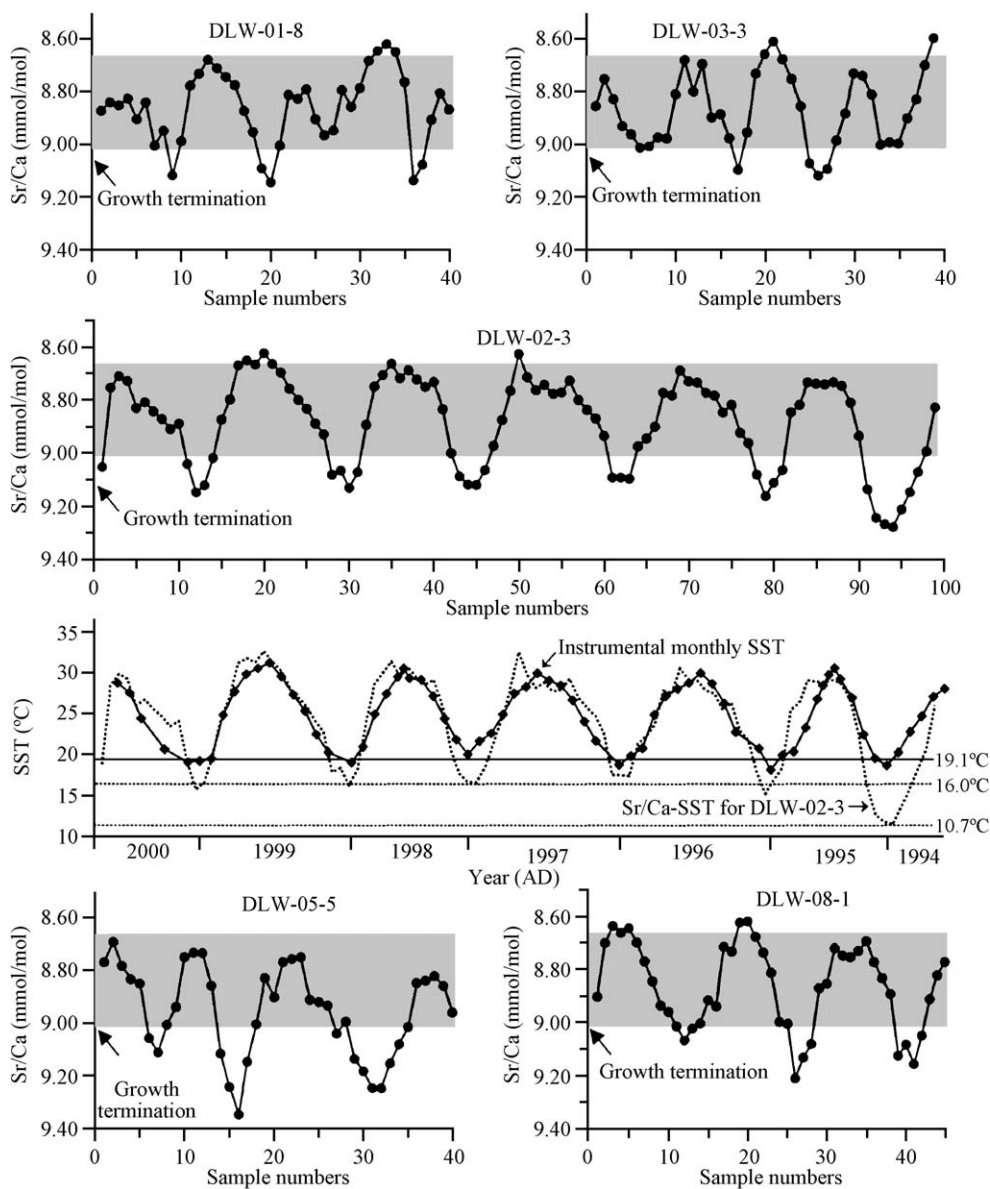 DLW-01-8
Sr/Ca (mmol/mol)
8.60
8.80
9.00
9.20
9.40
Growth termination
0 10 20 30 40
Sample numbers
DLW-03-3
Sr/Ca (mmol/mol)
8.60
8.80
9.00
9.20
9.40
Growth termination
0 10 20 30 40
Sample numbers
DLW-02-3
Sr/Ca (mmol/mol)
8.60
8.80
9.00
9.20
9.40
Growth termination
0 10 20 30 40 50 60 70 80 90 100
Sample numbers
SST (ºC)
35
30
25
20
15
10
Instrumental monthly SST
19.1ºC
16.0ºC
Sr/Ca-SST for DLW-02-3
10.7ºC
2000 1999 1998 1997 1996 1995 1994
Year (AD)
DLW-05-5
Sr/Ca (mmol/mol)
8.60
8.80
9.00
9.20
9.40
Growth
termination
0 10 20 30 40
Sample numbers
DLW-08-1
Sr/Ca (mmol/mol)
8.60
8.80
9.00
9.20
9.40
Growth termination
0 10 20 30 40
Sample numbers